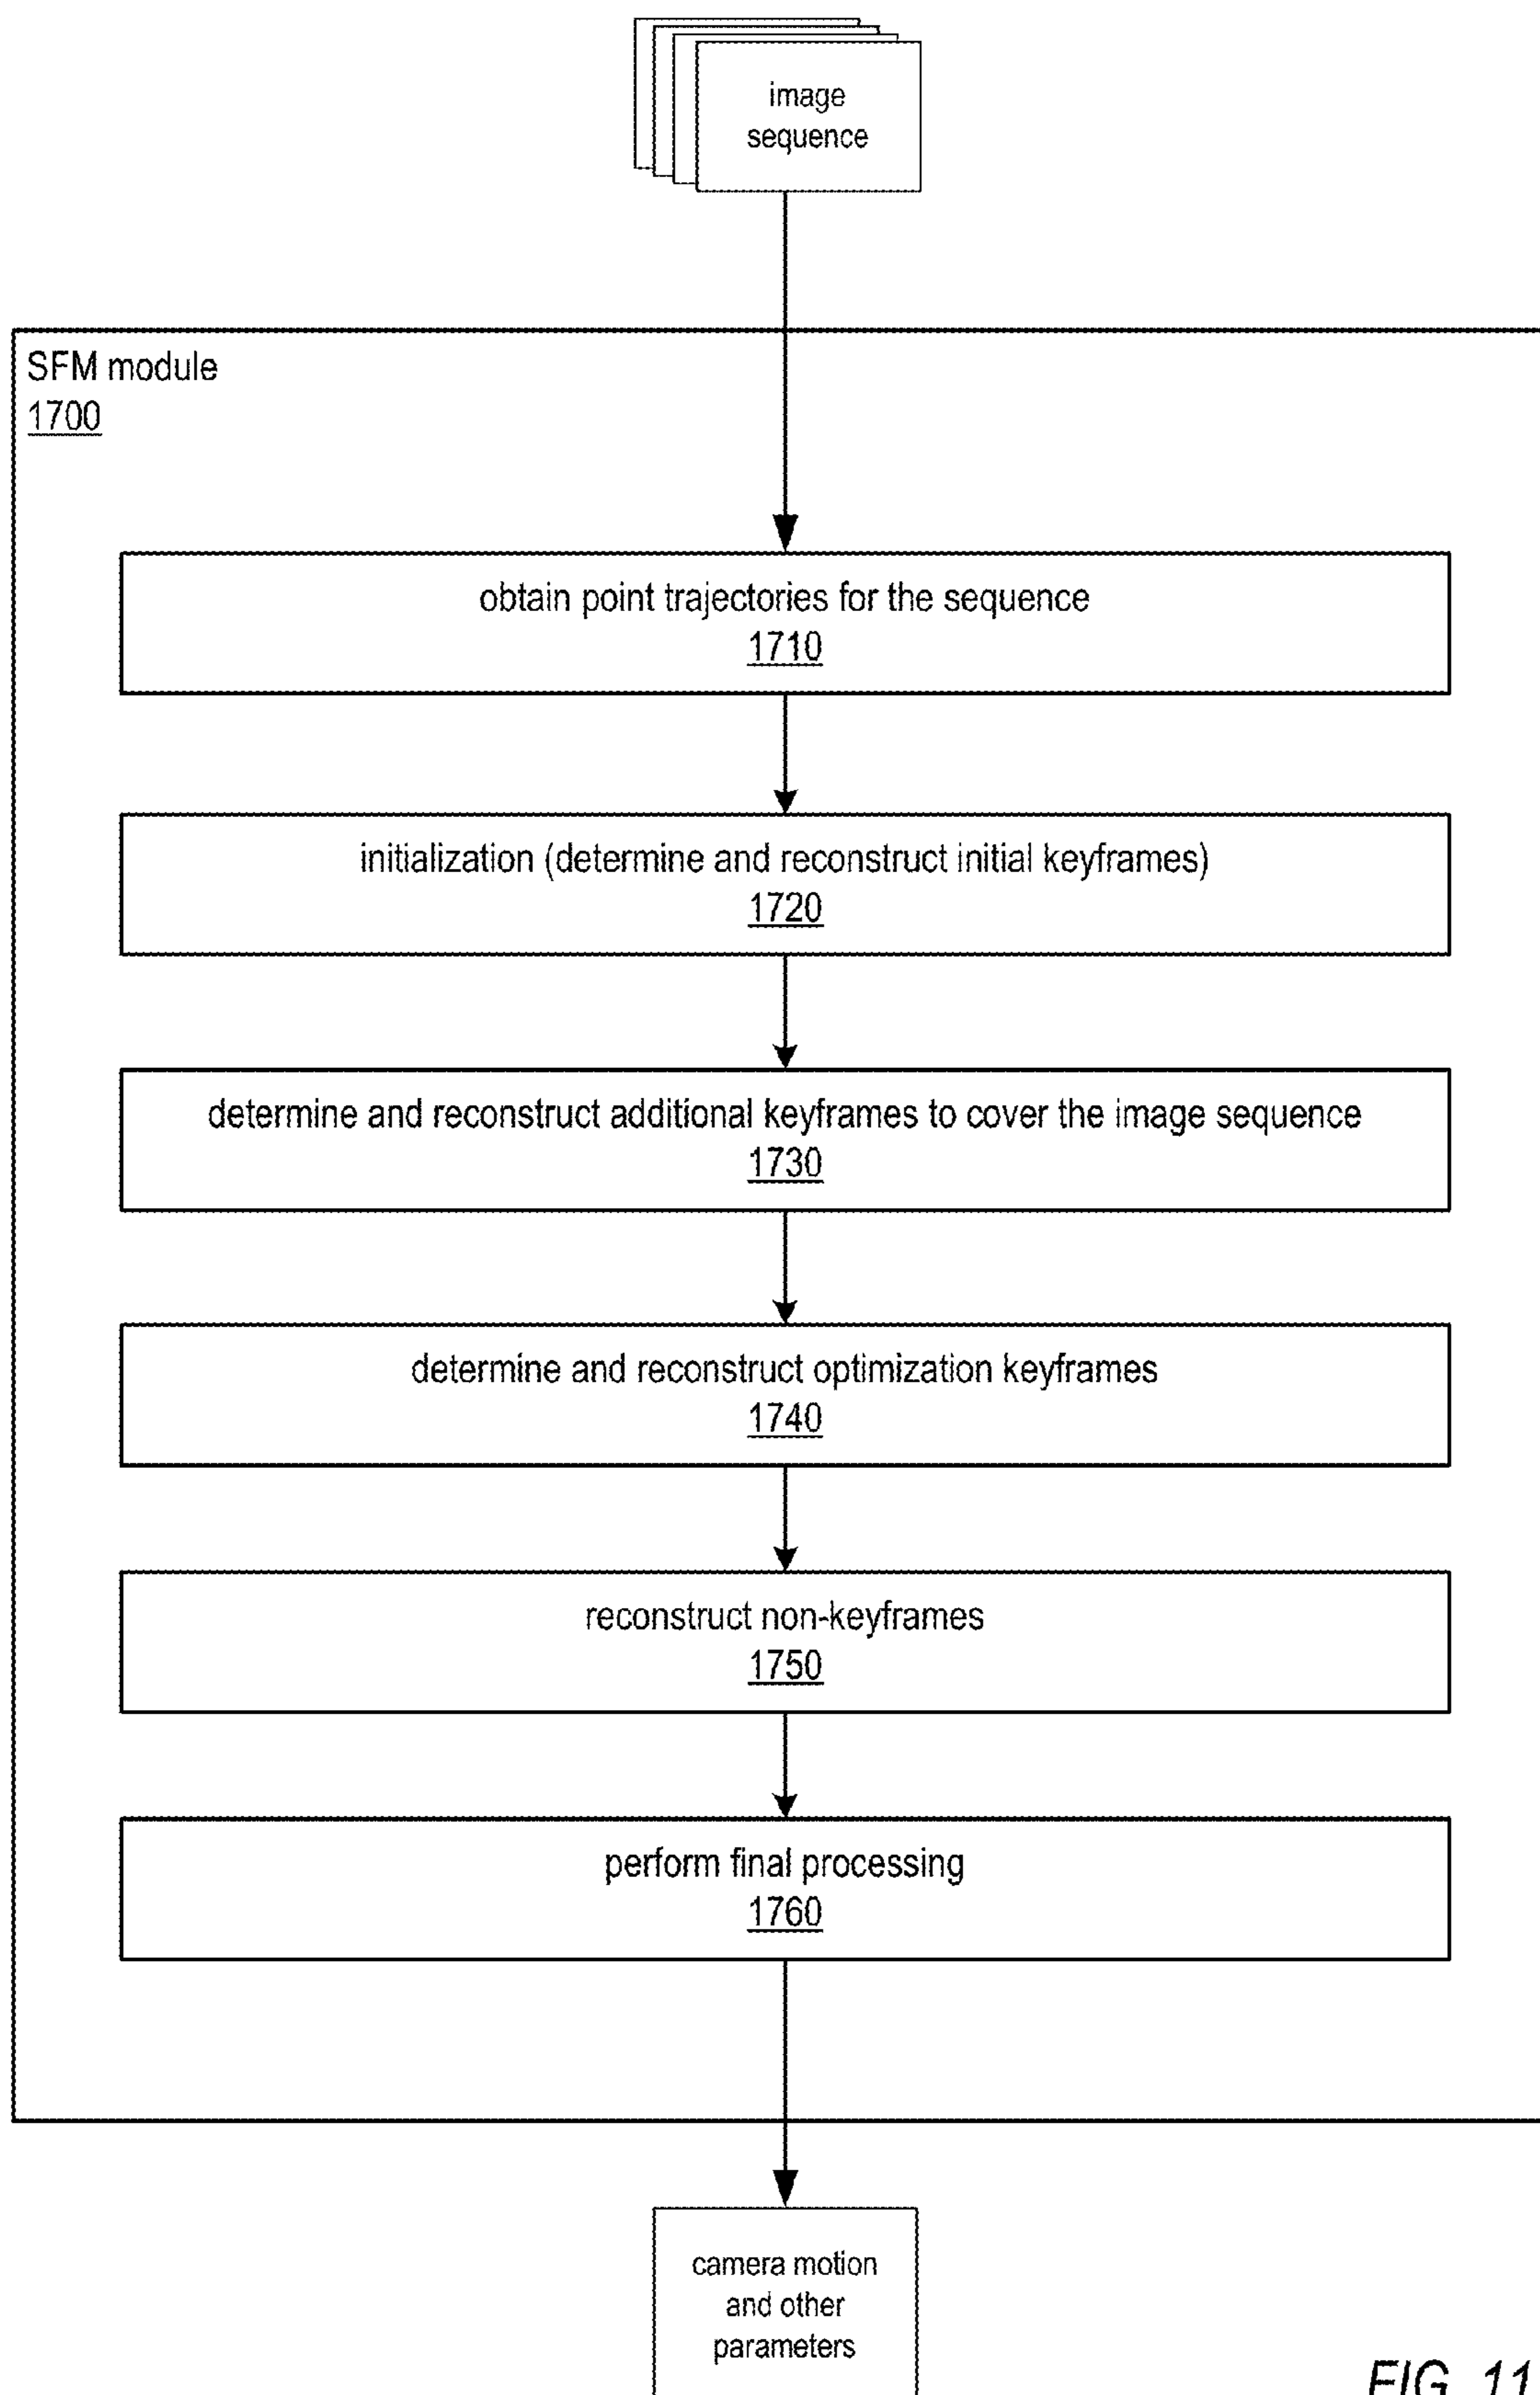 image
sequence
SFM module
1700
obtain point trajectories for the sequence
1710
initialization (determine and reconstruct initial keyframes)
1720
determine and reconstruct additional keyframes to cover the image sequence
1730
determine and reconstruct optimization keyframes
1740
reconstruct non-keyframes
1750
perform final processing
1760
camera motion
and other
parameters
FIG. 11